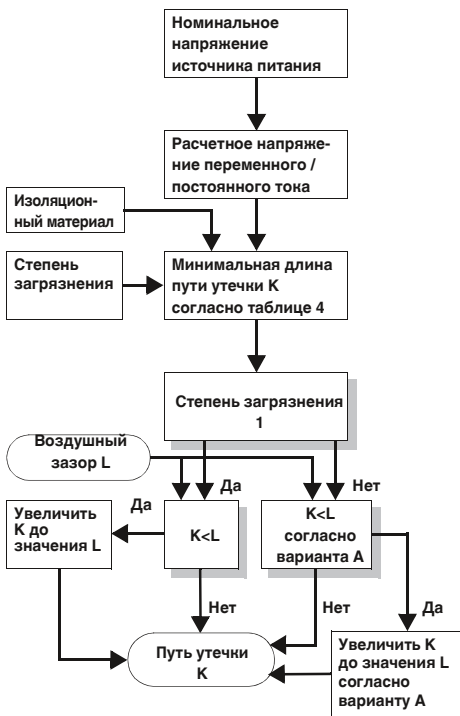 Номинальное
напряжение
источника питания
Расчетное напряже-
ние переменного /
постоянного тока
Изоляцион-
ный материал
Степень
загрязнения
Минимальная длина
пути утечки K
согласно таблице 4
Степень загрязнения
1
Воздушный
зазор L
Да
Нет
Да
Увеличить
K до
значения L
K<L
K<L
согласно
варианта A
Нет
Нет
Да
Путь утечки
K
Увеличить K
до значения L
согласно
варианту A